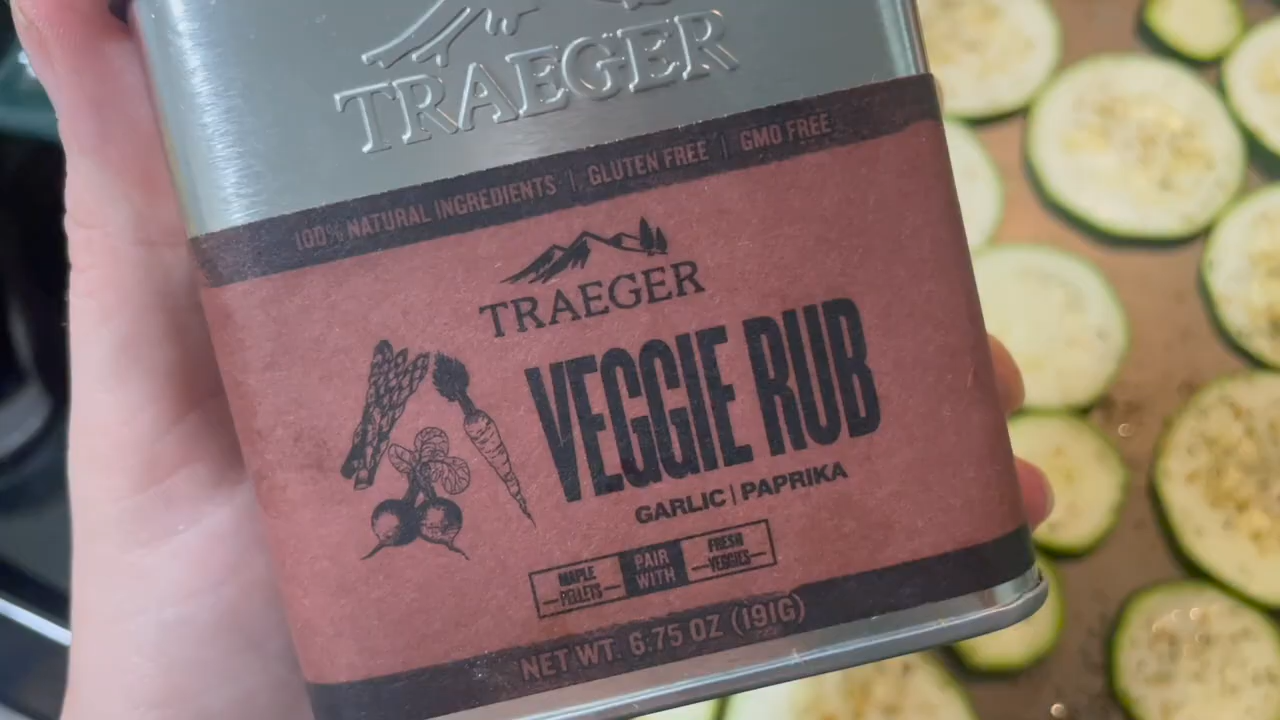 TRAEGER
100% NATURAL INGREDIENTS | GLUTEN FREE | GMO FREE
TRAEGER
VEGGIE RUB
GARLIC | PAPRIKA
MAPLE PELLETS PAIR WITH FRESH VEGGIES
NET WT. 6.75 OZ (191G)